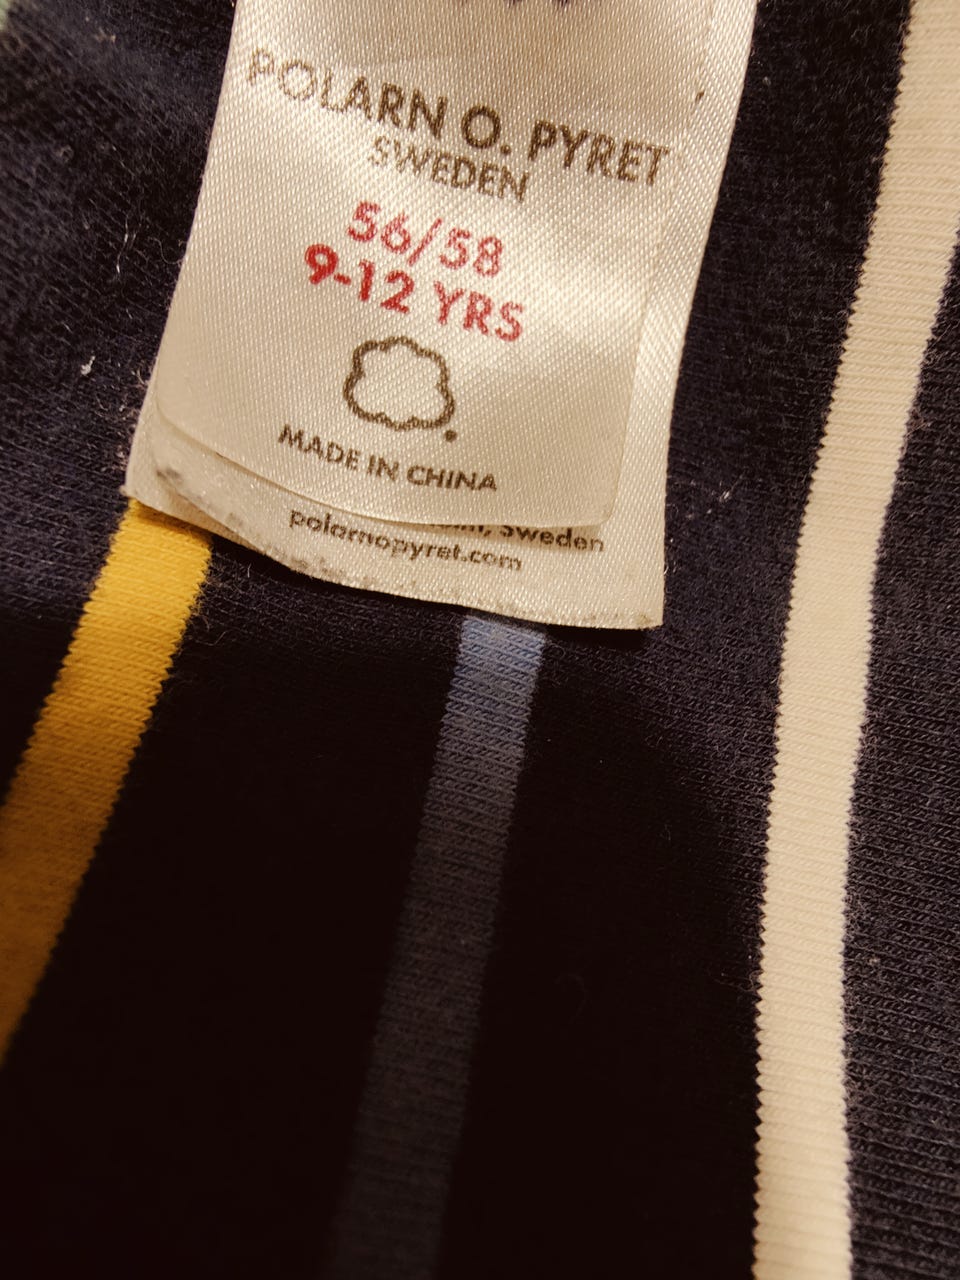 POLARN O. PYRET
SWEDEN
56/58
9-12 YRS
MADE IN CHINA
Sweden
polarnopyret.com